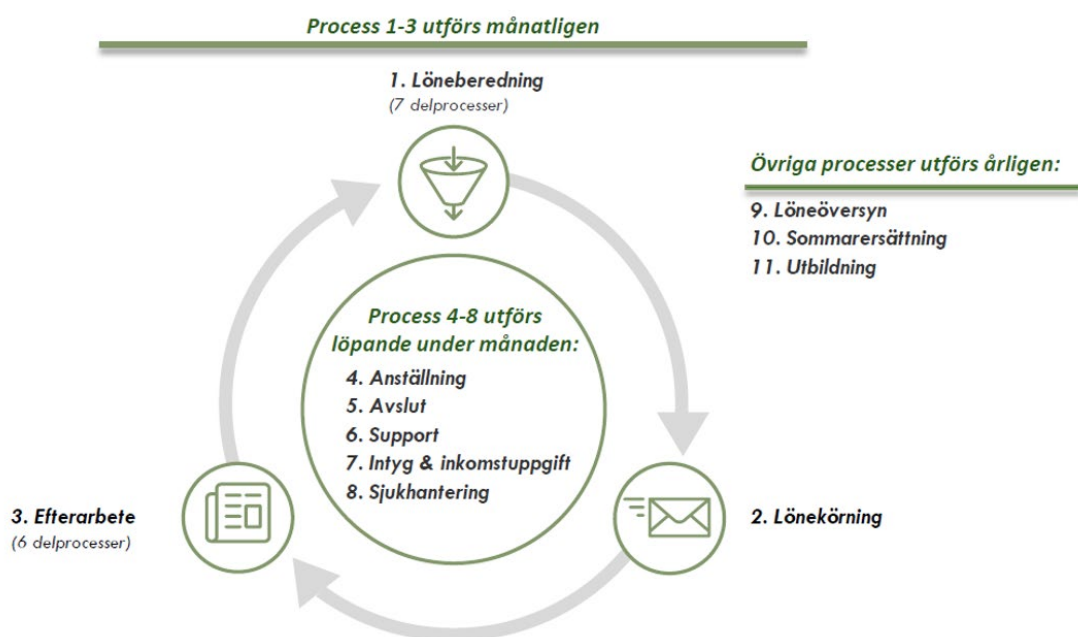 Process 1-3 utförs månatligen
1. Löneberedning
(7 delprocesser)
Övriga processer utförs årligen:
9. Löneöversyn
10. Sommarersättning
11. Utbildning
Process 4-8 utförs
löpande under månaden:
4. Anställning
5. Avslut
6. Support
7. Intyg & inkomstuppgift
8. Sjukhantering
3. Efterarbete
(6 delprocesser)
2. Lönekörning